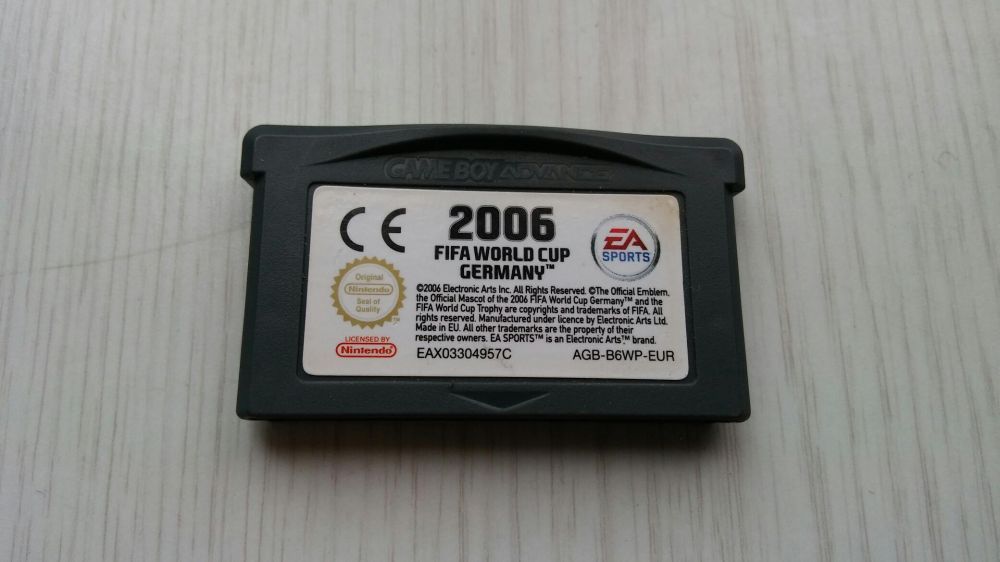 GAME BOY ADVANCE
CE
2006
FIFA WORLD CUP
GERMANY™
EA
SPORTS
Original
Nintendo
Seal of
Quality
TM
©2006 Electronic Arts Inc. All Rights Reserved. ©The Official Emblem,
the Official Mascot of the 2006 FIFA World Cup Germany™ and the
FIFA World Cup Trophy are copyrights and trademarks of FIFA. All
rights reserved. Manufactured under licence by Electronic Arts Ltd.
Made in EU. All other trademarks are the property of their
respective owners. EA SPORTS™ is an Electronic Arts™ brand.
LICENSED BY
Nintendo
EAX03304957C
AGB-B6WP-EUR